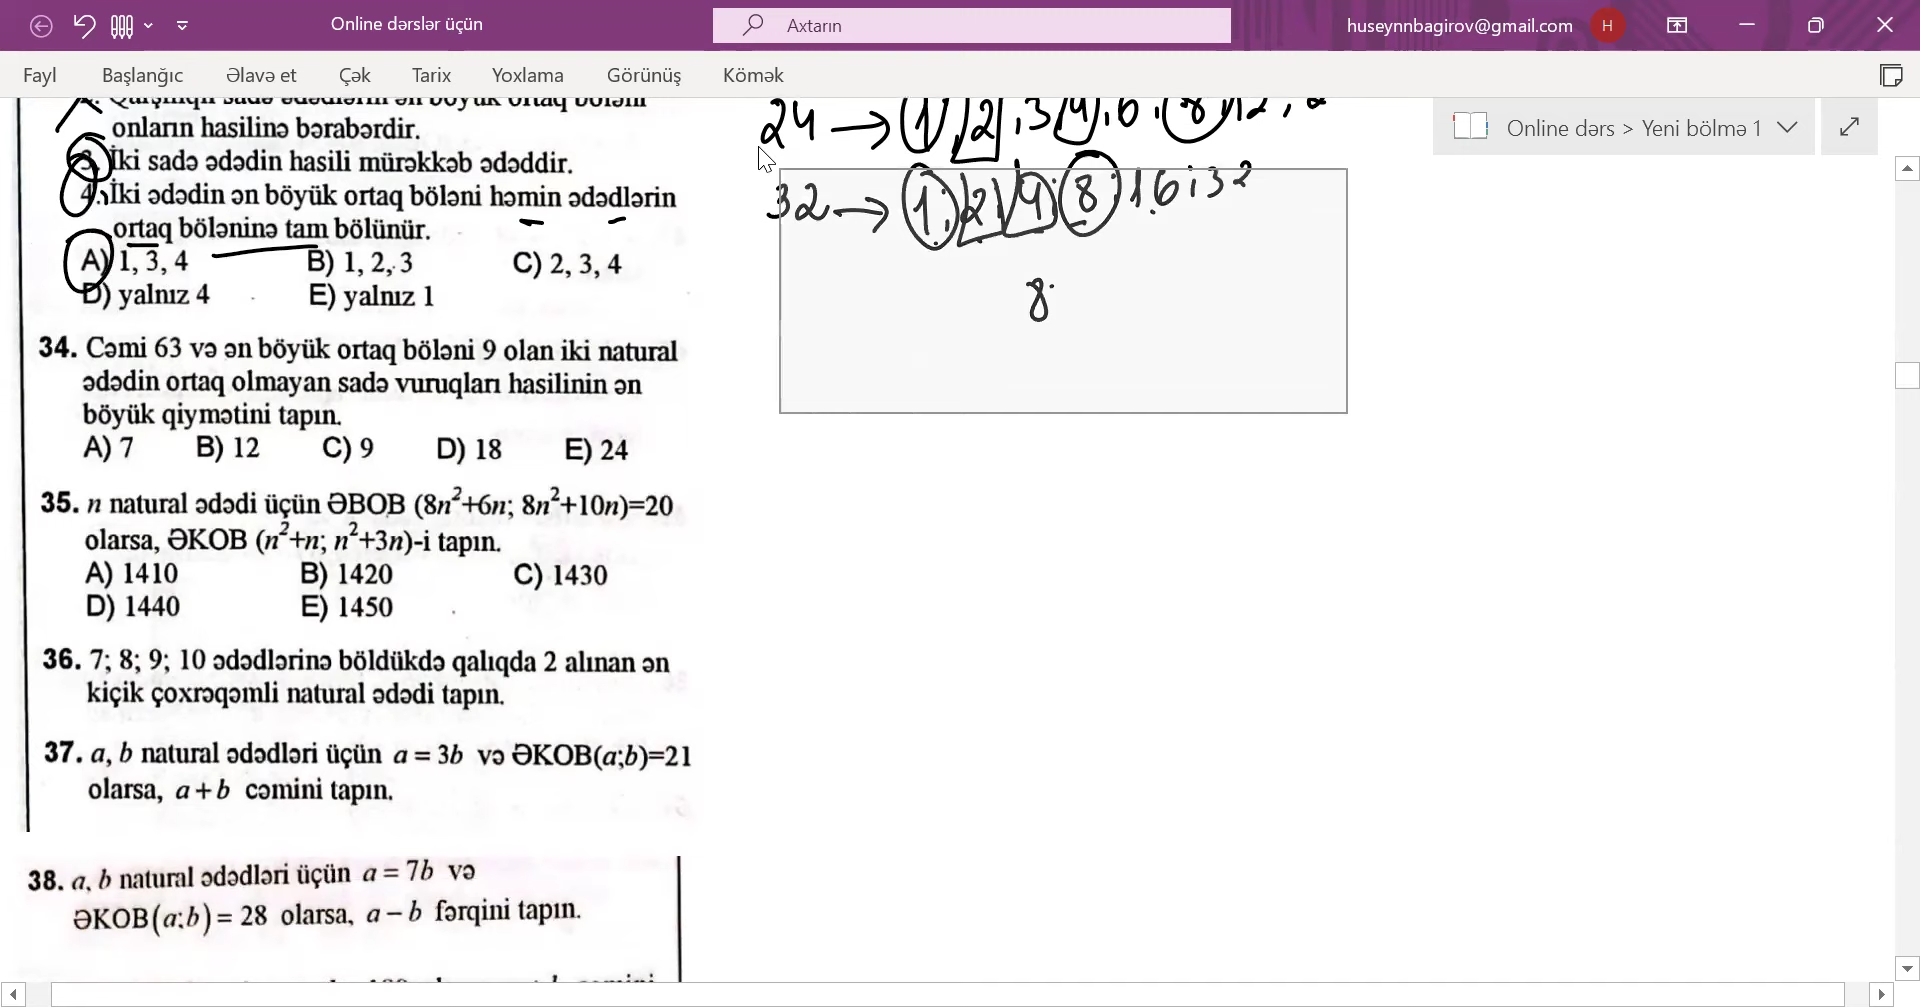 Online dərslər üçün
Axtarın
huseynnbagirov@gmail.com
H
Fayl Başlanğıc Əlavə et Çək Tarix Yoxlama Görünüş Kömək
Online dərs > Yeni bölmə 1
onların hasilinə bərabərdir.
3. İki sadə ədədin hasili mürəkkəb ədəddir.
4. İki ədədin ən böyük ortaq böləni həmin ədədlərin
ortaq böləninə tam bölünür.
A) 1, 3, 4 B) 1, 2, 3 C) 2, 3, 4
D) yalnız 4 E) yalnız 1
34. Cəmi 63 və ən böyük ortaq böləni 9 olan iki natural
ədədin ortaq olmayan sadə vuruqları hasilinin ən
böyük qiymətini tapın.
A) 7 B) 12 C) 9 D) 18 E) 24
35. n natural ədədi üçün ƏBOB (8n²+6n; 8n²+10n)=20
olarsa, ƏKOB (n²+n; n²+3n)-i tapın.
A) 1410 B) 1420 C) 1430
D) 1440 E) 1450
36. 7; 8; 9; 10 ədədlərinə böldükdə qalıqda 2 alınan ən
kiçik çoxrəqəmli natural ədədi tapın.
37. a, b natural ədədləri üçün a = 3b və ƏKOB(a;b)=21
olarsa, a + b cəmini tapın.
38. a, b natural ədədləri üçün a = 7b və
ƏKOB(a;b) = 28 olarsa, a − b fərqini tapın.
24 → 1, 2, 3, 4, 6, 8, 12, 2
32 → 1, 2, 4, 8, 16, 32
8